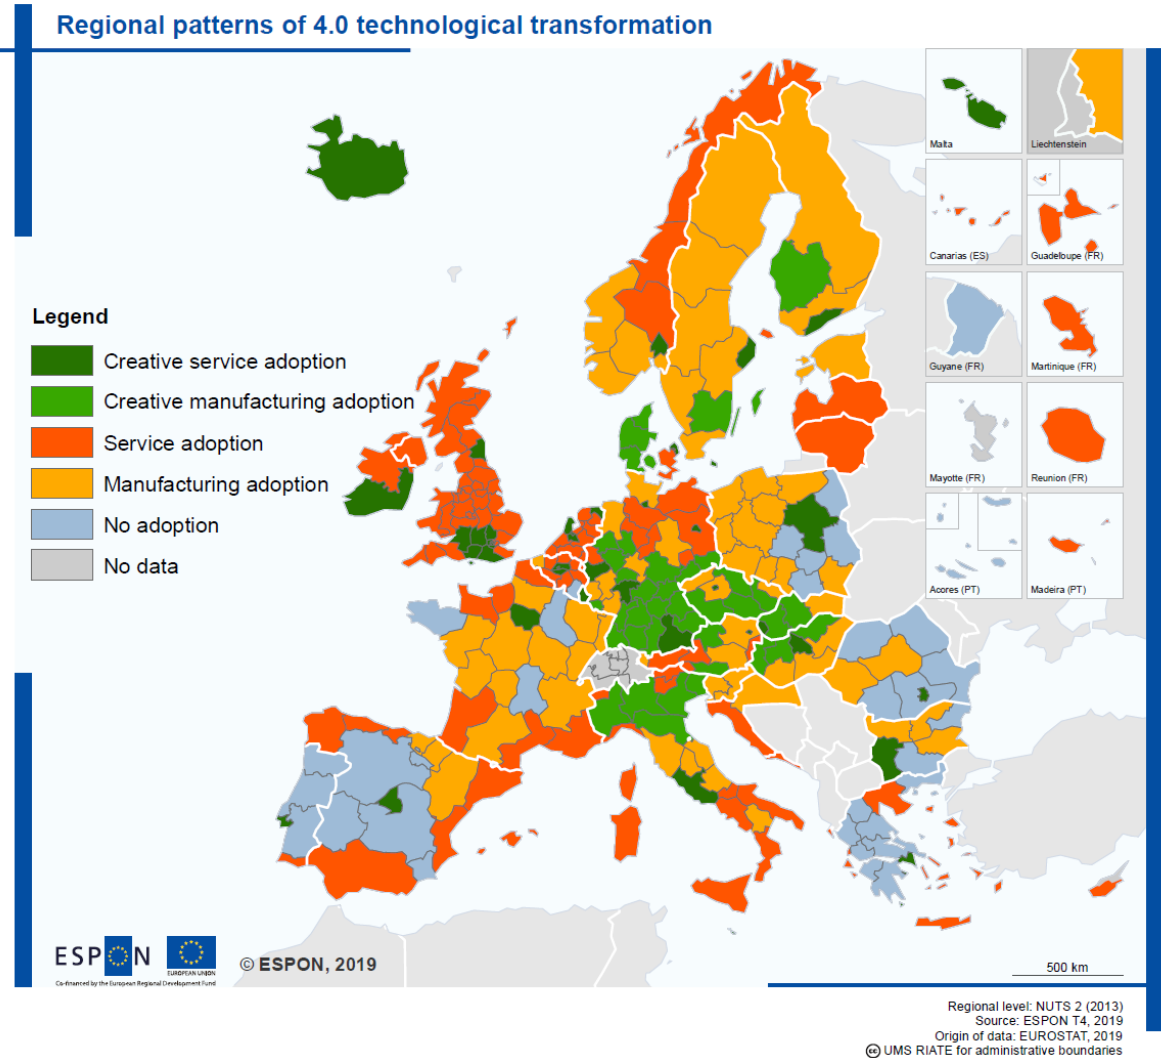 Regional patterns of 4.0 technological transformation
Malta
Liechtenstein
Canarias (ES)
Guadeloupe (FR)
Legend
Creative service adoption
Creative manufacturing adoption
Service adoption
Manufacturing adoption
No adoption
No data
Guyane (FR)
Martinique (FR)
Mayotte (FR)
Reunion (FR)
Acores (PT)
Madeira (PT)
ESPON
EUROPEAN UNION
Co-financed by the European Regional Development Fund
© ESPON, 2019
500 km
Regional level: NUTS 2 (2013)
Source: ESPON T4, 2019
Origin of data: EUROSTAT, 2019
cc UMS RIATE for administrative boundaries